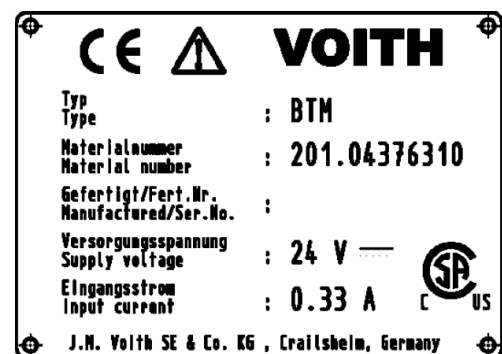 CE VOITH
Typ
Type : BTM
Materialnummer
Material number : 201.04376310
Gefertigt/Fert.Nr.
Manufactured/Ser.No. :
Versorgungsspannung
Supply voltage : 24 V
Eingangsstrom
Input current : 0.33 A
SA
C US
J.M. Voith SE & Co. KG , Crailsheim, Germany